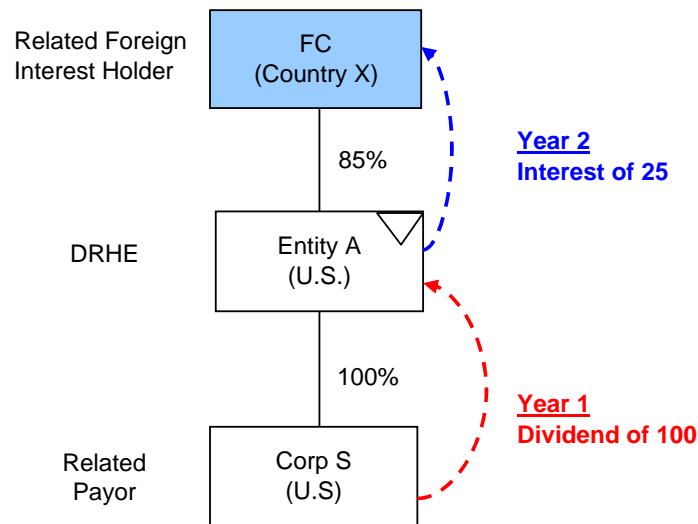 Related Foreign
Interest Holder
FC
(Country X)
85%
Year 2
Interest of 25
DRHE
Entity A
(U.S.)
100%
Year 1
Dividend of 100
Related
Payor
Corp S
(U.S)